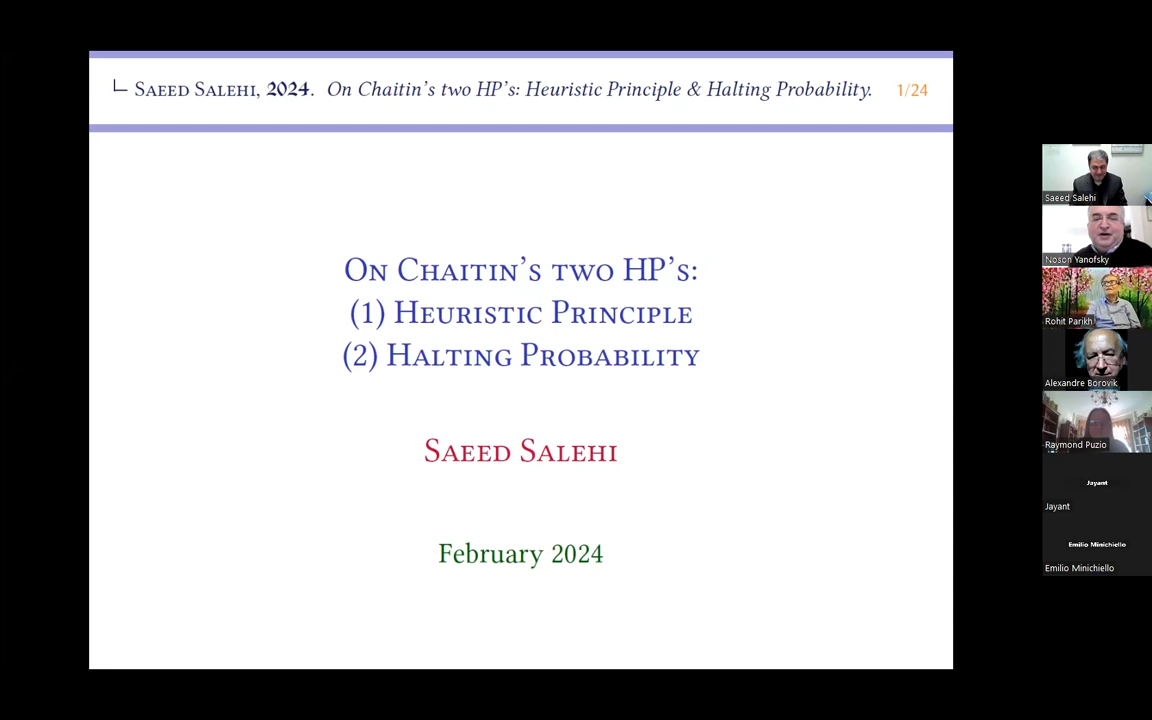 SAEED SALEHI, 2024. On Chaitin's two HP's: Heuristic Principle & Halting Probability. 1/24
ON CHAITIN'S TWO HP'S:
(1) HEURISTIC PRINCIPLE
(2) HALTING PROBABILITY
SAEED SALEHI
February 2024
Saeed Salehi
Noson Yanofsky
Rohit Parikh
Alexandre Borovik
Raymond Puzio
Jayant
Jayant
Emilio Minichiello
Emilio Minichiello